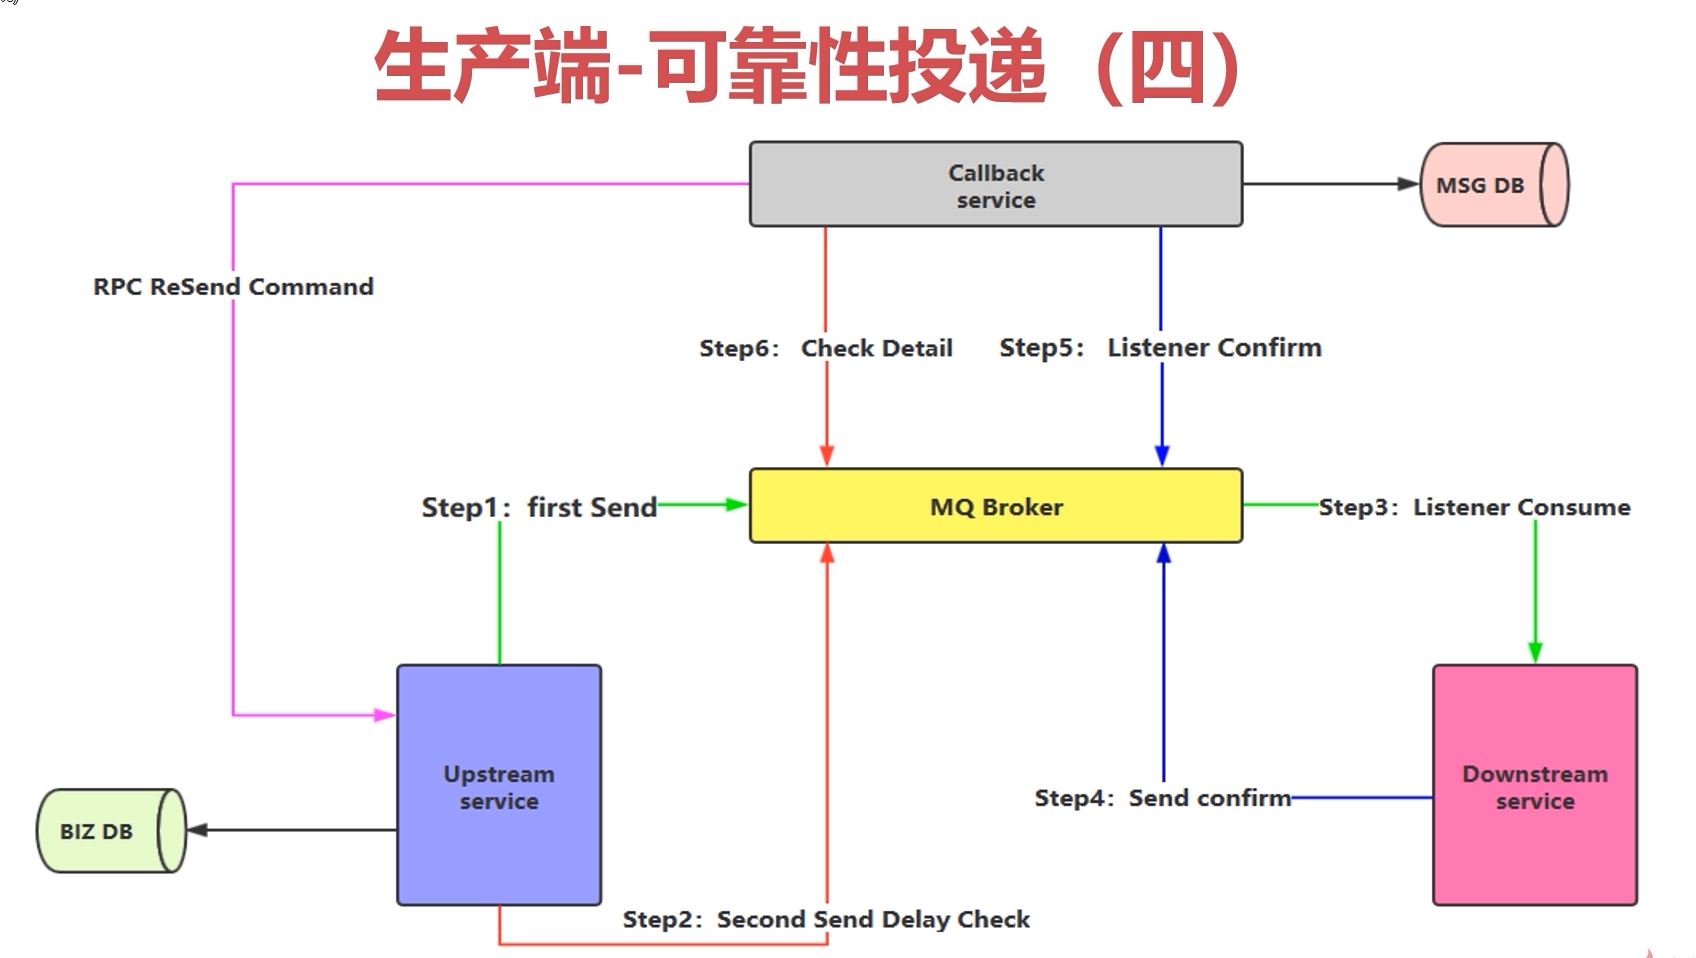 生产端-可靠性投递（四）
Callback
service
MSG DB
RPC ReSend Command
Step6： Check Detail
Step5： Listener Confirm
Step1：first Send
MQ Broker
Step3：Listener Consume
Upstream
service
Downstream
service
BIZ DB
Step4：Send confirm
Step2：Second Send Delay Check